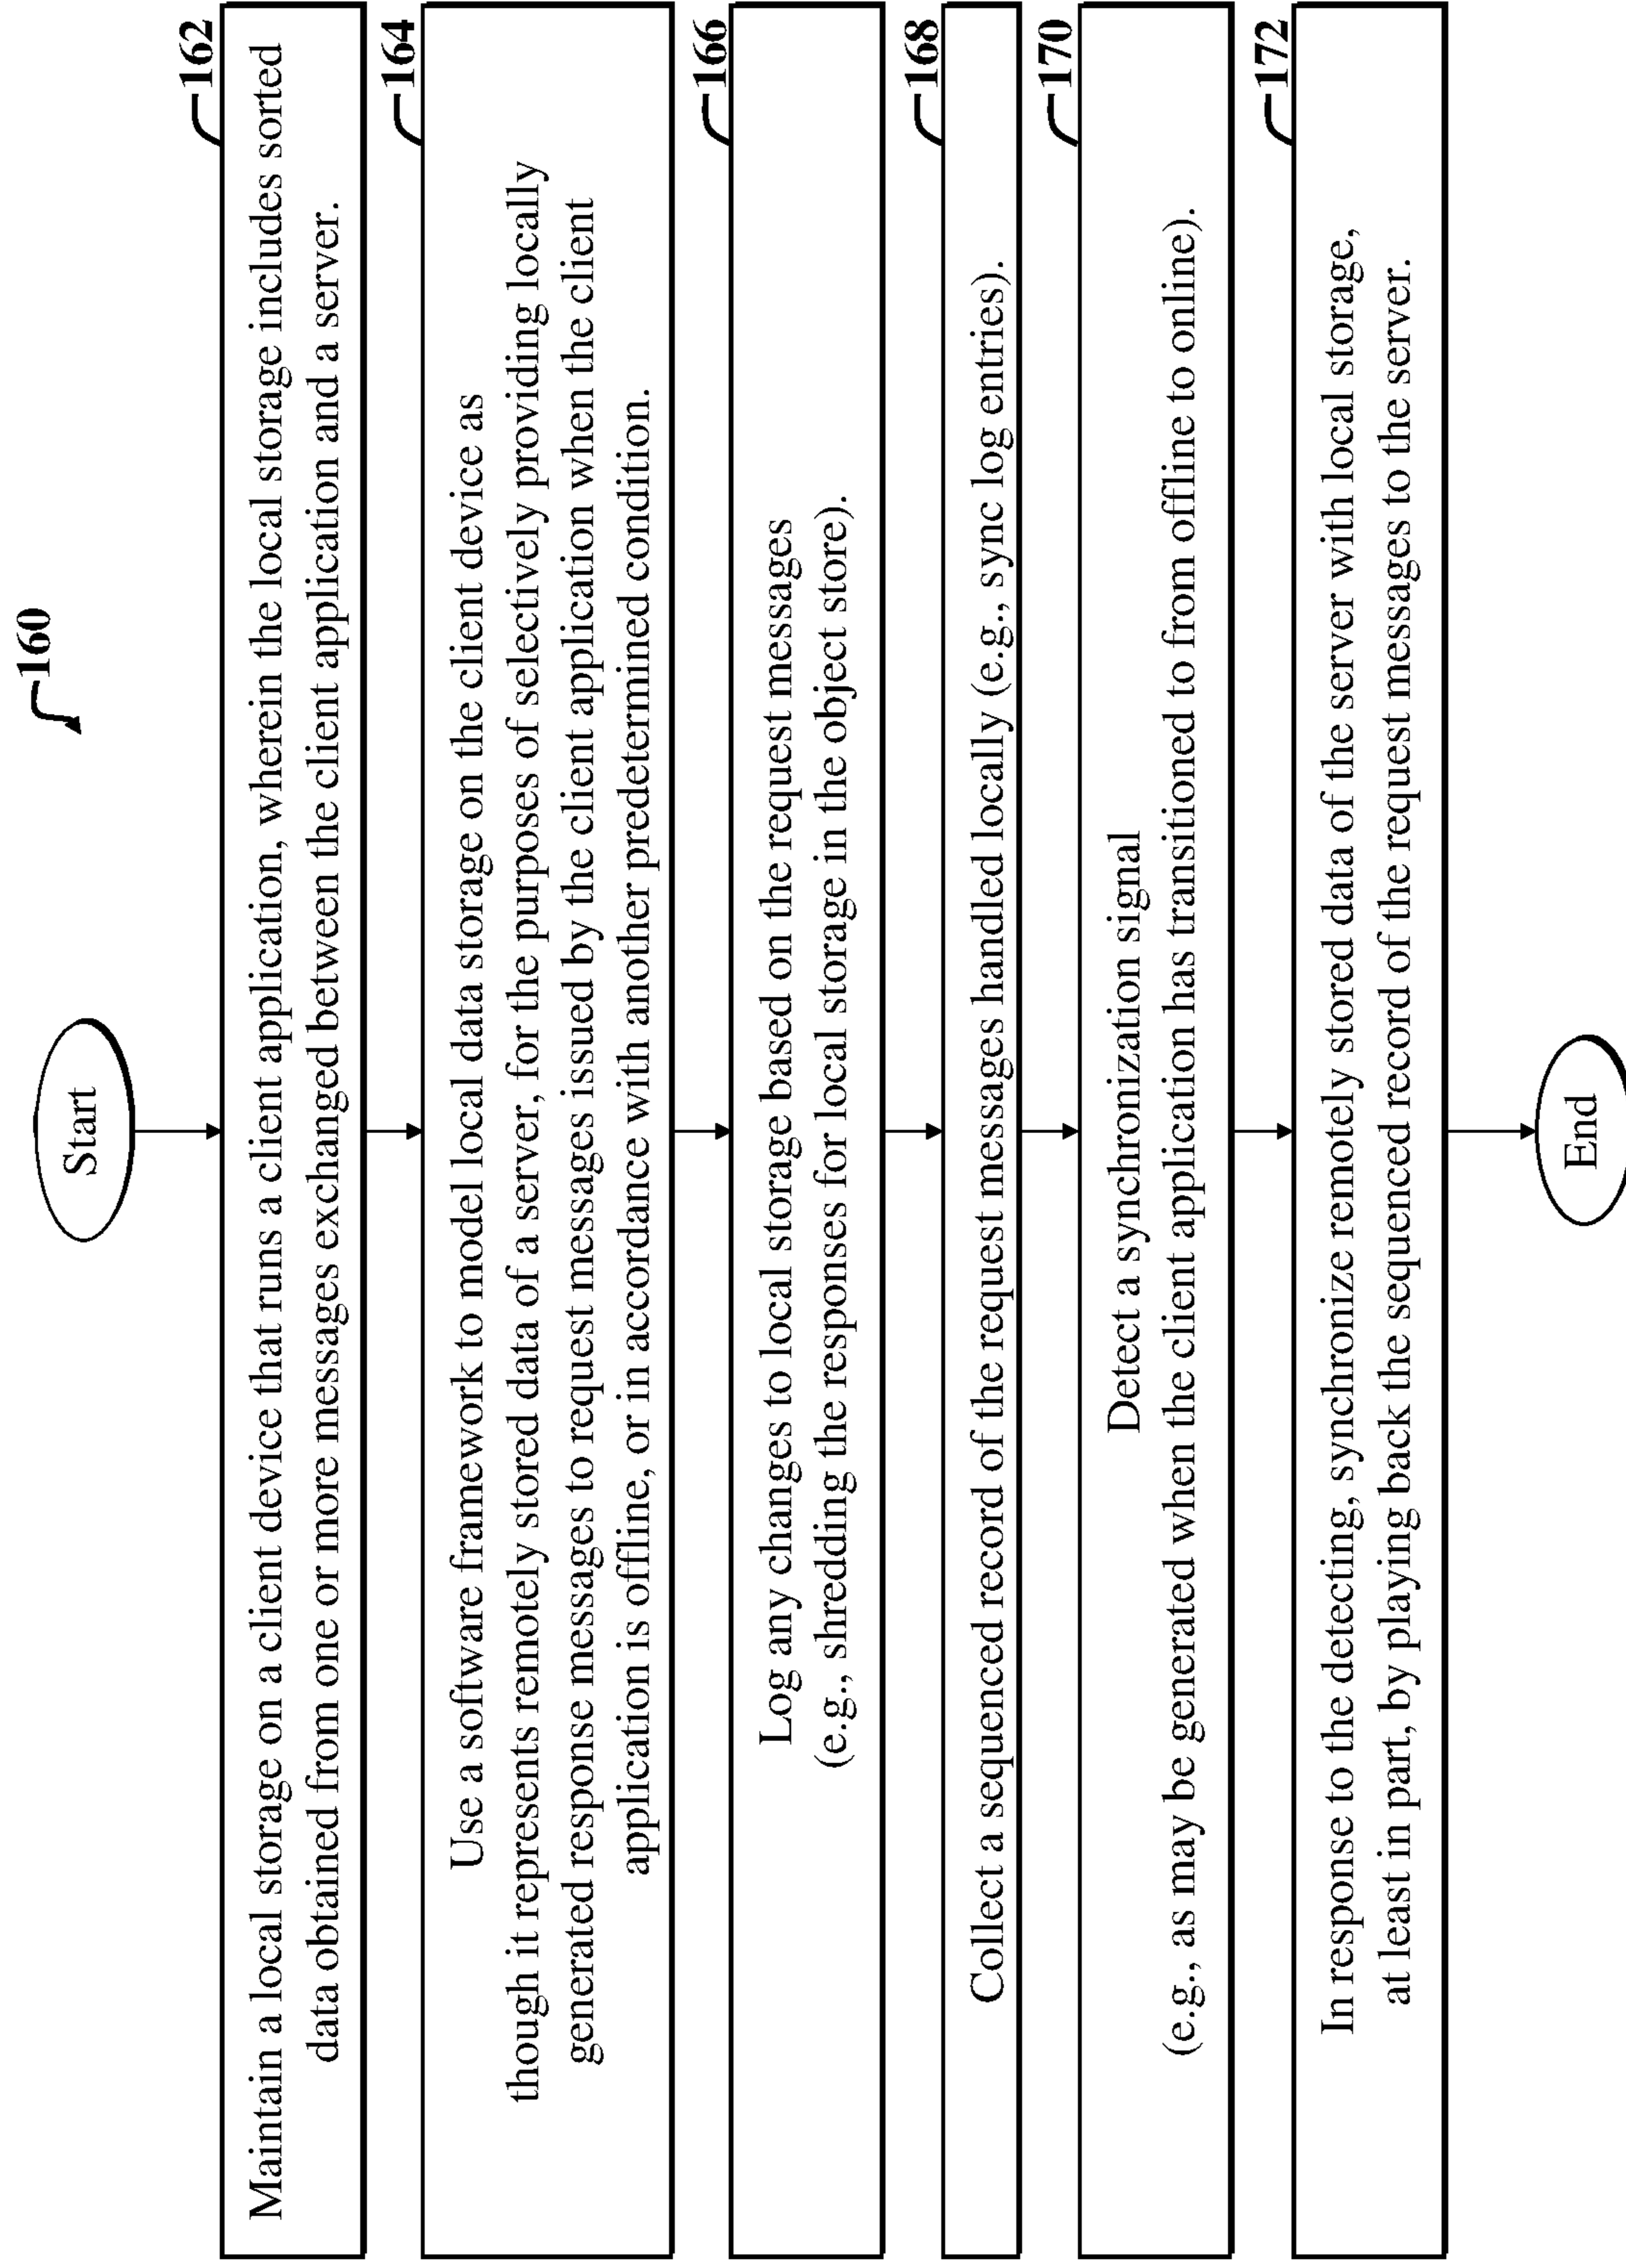 160
Start
162
Maintain a local storage on a client device that runs a client application, wherein the local storage includes sorted
data obtained from one or more messages exchanged between the client application and a server.
164
Use a software framework to model local data storage on the client device as
though it represents remotely stored data of a server, for the purposes of selectively providing locally
generated response messages to request messages issued by the client application when the client
application is offline, or in accordance with another predetermined condition.
166
Log any changes to local storage based on the request messages
(e.g., shredding the responses for local storage in the object store).
168
Collect a sequenced record of the request messages handled locally (e.g., sync log entries).
170
Detect a synchronization signal
(e.g., as may be generated when the client application has transitioned to from offline to online).
172
In response to the detecting, synchronize remotely stored data of the server with local storage,
at least in part, by playing back the sequenced record of the request messages to the server.
End